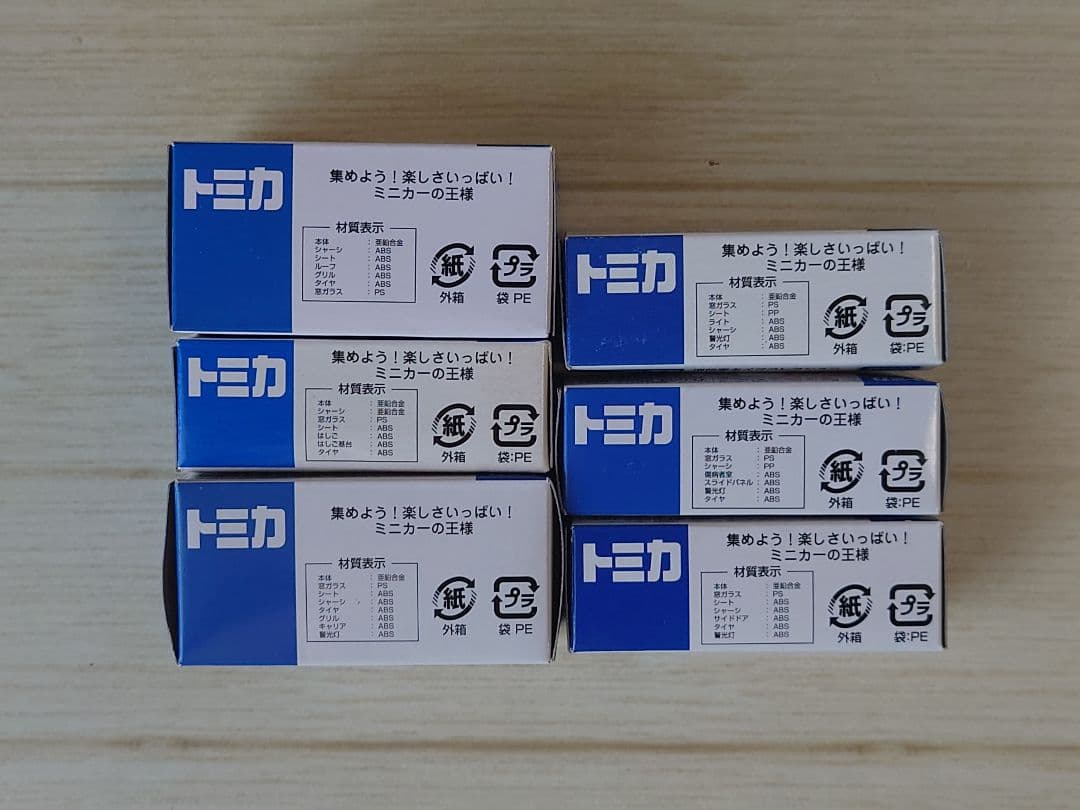 トミカ
集めよう!楽しさいっぱい!
ミニカーの王様
材質表示
本体 : 亜鉛合金
シャーシ : ABS
シート : ABS
ルーフ : ABS
グリル : ABS
タイヤ : ABS
窓ガラス : PS
紙
外箱
プラ
袋 PE
トミカ
集めよう!楽しさいっぱい!
ミニカーの王様
材質表示
本体 : 亜鉛合金
シャーシ : 亜鉛合金
窓ガラス : PS
シート : ABS
はしご : ABS
はしご基台 : ABS
タイヤ : ABS
紙
外箱
プラ
袋:PE
トミカ
集めよう!楽しさいっぱい!
ミニカーの王様
材質表示
本体 : 亜鉛合金
窓ガラス : PS
シート : ABS
シャーシ : ABS
タイヤ : ABS
グリル : ABS
キャリア : ABS
警光灯 : ABS
紙
外箱
プラ
袋 PE
トミカ
集めよう!楽しさいっぱい!
ミニカーの王様
材質表示
本体 : 亜鉛合金
窓ガラス : PS
シート : PP
ライト : ABS
シャーシ : ABS
警光灯 : ABS
タイヤ : ABS
紙
外箱
プラ
袋:PE
トミカ
集めよう!楽しさいっぱい!
ミニカーの王様
材質表示
本体 : 亜鉛合金
窓ガラス : PS
シャーシ : PP
傷病者室 : ABS
スライドパネル : ABS
警光灯 : ABS
タイヤ : ABS
紙
外箱
プラ
袋:PE
トミカ
集めよう!楽しさいっぱい!
ミニカーの王様
材質表示
本体 : 亜鉛合金
窓ガラス : PS
シート : ABS
シャーシ : ABS
サイドドア : ABS
タイヤ : ABS
警光灯 : ABS
紙
外箱
プラ
袋:PE